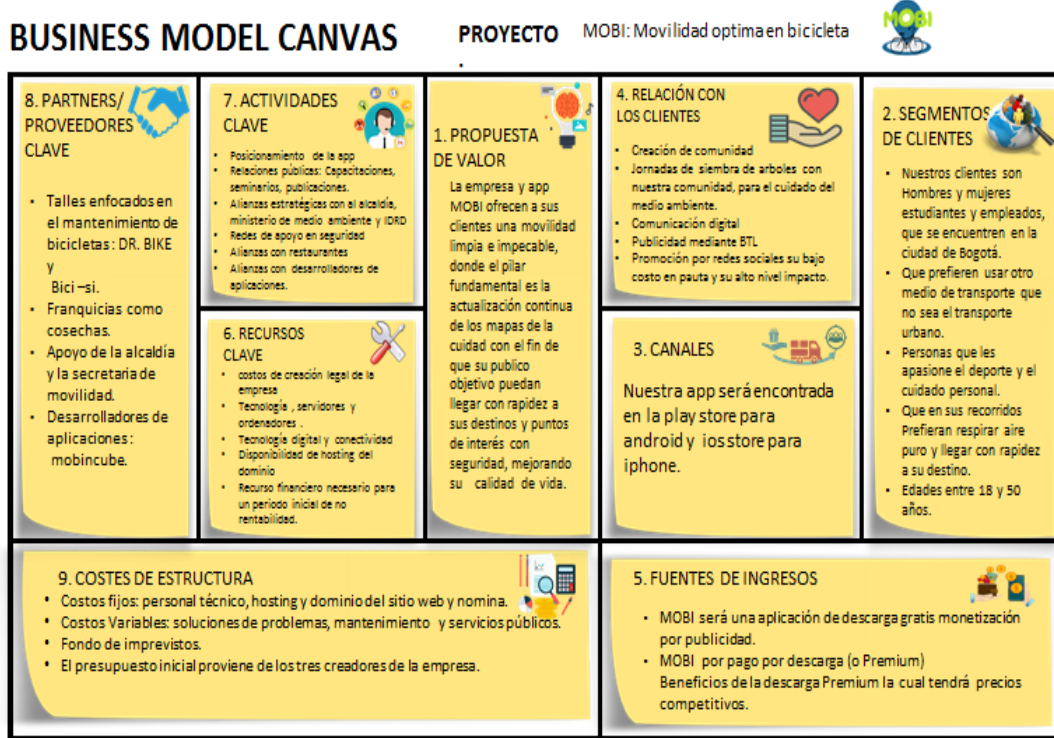 BUSINESS MODEL CANVAS
PROYECTO
.
MOBI: Movilidad optima en bicicleta
MOBI
8. PARTNERS/
PROVEEDORES
CLAVE
• Talles enfocados en
el mantenimiento de
bicicletas: DR. BIKE
y
Bici –si.
• Franquicias como
cosechas.
• Apoyo de la alcaldía
y la secretaria de
movilidad.
• Desarrolladores de
aplicaciones:
mobincube.
7. ACTIVIDADES
CLAVE
• Posicionamiento de la app
• Relaciones públicas: Capacitaciones,
seminarios, publicaciones.
• Alianzas estratégicas con al alcaldía,
ministerio de medio ambiente y IDRD
• Redes de apoyo en seguridad
• Alianzas con restaurantes
• Alianzas con desarrolladores de
aplicaciones.
6. RECURSOS
CLAVE
• costos de creación legal de la
empresa
• Tecnología , servidores y
ordenadores .
• Tecnología digital y conectividad
• Disponibilidad de hosting del
dominio
• Recurso financiero necesario para
un periodo inicial de no
rentabilidad.
1. PROPUESTA
DE VALOR
La empresa y app
MOBI ofrecen a sus
clientes una movilidad
limpia e impecable,
donde el pilar
fundamental es la
actualización continua
de los mapas de la
cuidad con el fin de
que su publico
objetivo puedan
llegar con rapidez a
sus destinos y puntos
de interés con
seguridad, mejorando
su calidad de vida.
4. RELACIÓN CON
LOS CLIENTES
• Creación de comunidad
• Jornadas de siembra de arboles con
nuestra comunidad, para el cuidado del
medio ambiente.
• Comunicación digital
• Publicidad mediante BTL
• Promoción por redes sociales su bajo
costo en pauta y su alto nivel impacto.
3. CANALES
Nuestra app será encontrada
en la play store para
android y ios store para
iphone.
2. SEGMENTOS
DE CLIENTES
• Nuestros clientes son
Hombres y mujeres
estudiantes y empleados,
que se encuentren en la
ciudad de Bogotá.
• Que prefieren usar otro
medio de transporte que
no sea el transporte
urbano.
• Personas que les
apasione el deporte y el
cuidado personal.
• Que en sus recorridos
Prefieran respirar aire
puro y llegar con rapidez
a su destino.
• Edades entre 18 y 50
años.
9. COSTES DE ESTRUCTURA
• Costos fijos: personal técnico, hosting y dominio del sitio web y nomina.
• Costos Variables: soluciones de problemas, mantenimiento y servicios públicos.
• Fondo de imprevistos.
• El presupuesto inicial proviene de los tres creadores de la empresa.
5. FUENTES DE INGRESOS
• MOBI será una aplicación de descarga gratis monetización
por publicidad.
• MOBI por pago por descarga (o Premium)
Beneficios de la descarga Premium la cual tendrá precios
competitivos.